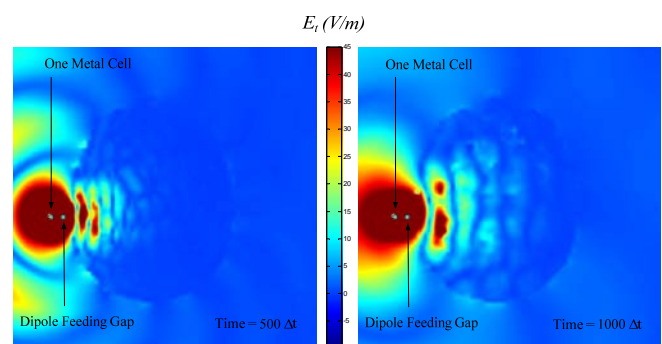 E_t (V/m)
One Metal Cell
Dipole Feeding Gap
Time = 500 Δt
45
40
35
30
25
20
15
10
5
0
-5
One Metal Cell
Dipole Feeding Gap
Time = 1000 Δt